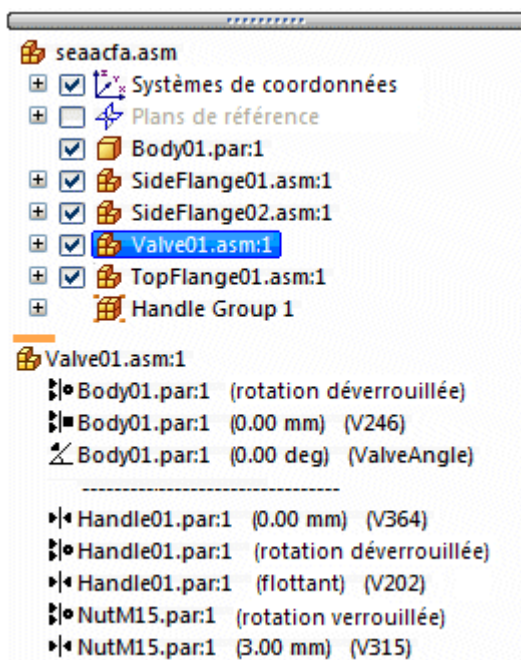 seaacfa.asm
Systèmes de coordonnées
Plans de référence
Body01.par:1
SideFlange01.asm:1
SideFlange02.asm:1
Valve01.asm:1
TopFlange01.asm:1
Handle Group 1
Valve01.asm:1
Body01.par:1 (rotation déverrouillée)
Body01.par:1 (0.00 mm) (V246)
Body01.par:1 (0.00 deg) (ValveAngle)
-----------------------------------
Handle01.par:1 (0.00 mm) (V364)
Handle01.par:1 (rotation déverrouillée)
Handle01.par:1 (flottant) (V202)
NutM15.par:1 (rotation verrouillée)
NutM15.par:1 (3.00 mm) (V315)